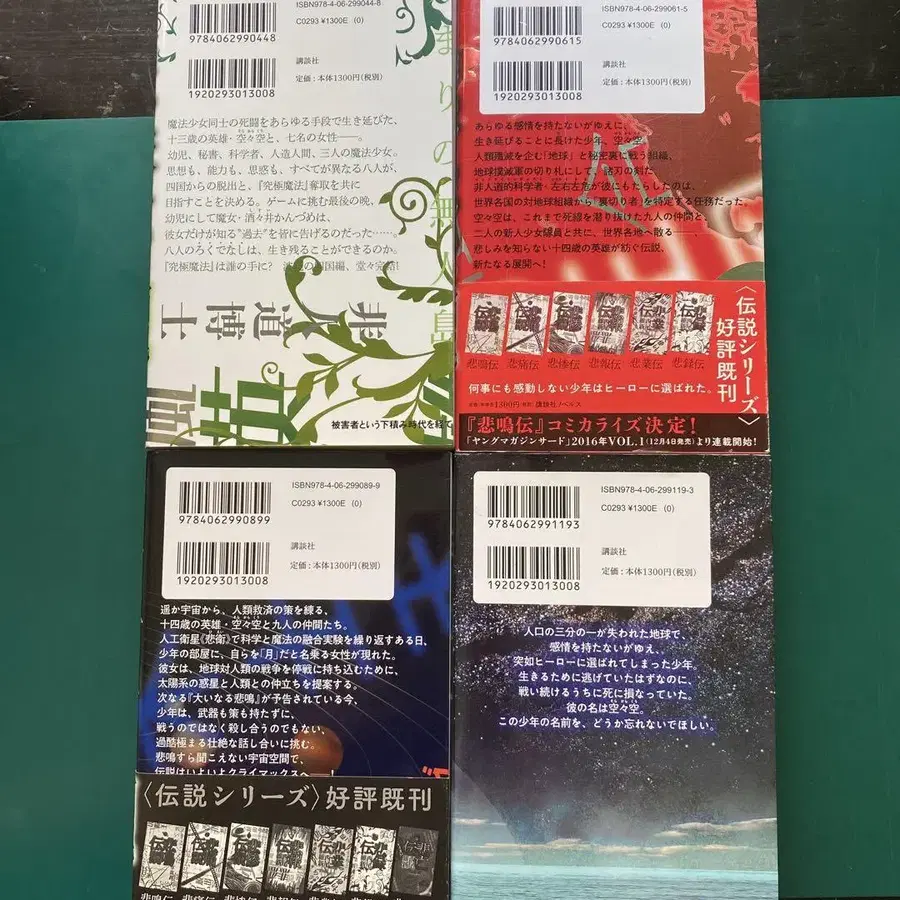 ISBN978-4-06-299044-8
C0293 ¥1300E (0)
9784062990448
講談社
定価：本体1300円(税別)
1920293013008
魔法少女同士の死闘をあらゆる手段で生き延びた、
十三歳の英雄・空々空と、七名の女性――。
幼児、秘書、科学者、人造人間、三人の魔法少女。
思想も、能力も、思惑も、すべてが異なる八人が、
四国からの脱出と、『究極魔法』奪取を共に
目指すことを決める。ゲームに挑む最後の晩、
幼児にして魔女・酒々井かんづめは、
彼女だけが知る“過去”を皆に告げるのだった……。
八人のろくでなしは、生き残ることができるのか。
『究極魔法』は誰の手に？
四国編、堂々完結！
まりの無人島
非人道博士
被害者という下積み時代を経て
ISBN978-4-06-299061-5
C0293 ¥1300E (0)
9784062990615
講談社
定価：本体1300円(税別)
1920293013008
あらゆる感情を持たないがゆえに、
生き延びることに長けた少年、空々空。
人類殲滅を企む「地球」と秘密裏に戦う組織、
地球撲滅軍の切り札にして、諸刃の剣だ。
非人道的科学者・左右左危が彼にもたらしたのは、
世界各国の対地球組織から“裏切り者”を特定する任務だった。
空々空は、これまで死線を潜り抜けた九人の仲間と、
二人の新人少女隊員と共に、世界各地へ散る――、
悲しみを知らない十四歳の英雄が紡ぐ伝説、
新たなる展開へ！
〈伝説シリーズ〉
好評既刊
悲鳴伝 悲痛伝 悲惨伝 悲報伝 悲業伝 悲録伝
何事にも感動しない少年はヒーローに選ばれた。
講談社ノベルス
『悲鳴伝』コミカライズ決定！
「ヤングマガジンサード」2016年VOL.1(12月4日発売)より連載開始！
ISBN978-4-06-299089-9
C0293 ¥1300E (0)
9784062990899
講談社
定価：本体1300円(税別)
1920293013008
遥か宇宙から、人類救済の策を練る、
十四歳の英雄・空々空と九人の仲間たち。
人工衛星《悲衛》で科学と魔法の融合実験を繰り返すある日、
少年の部屋に、自らを「月」だと名乗る女性が現れた。
彼女は、地球対人類の戦争を停戦に持ち込むために、
太陽系の惑星と人類との仲立ちを提案する。
次なる『大いなる悲鳴』が予告されている今、
少年は、武器も策も持たずに、
戦うのではなく殺し合うのでもない、
過酷極まる壮絶な話し合いに挑む。
悲鳴すら聞こえない宇宙空間で、
伝説はいよいよクライマックスへ――！
〈伝説シリーズ〉好評既刊
ISBN978-4-06-299119-3
C0293 ¥1300E (0)
9784062991193
講談社
定価：本体1300円(税別)
1920293013008
人口の三分の一が失われた地球で、
感情を持たないがゆえ、
突如ヒーローに選ばれてしまった少年。
生きるために逃げていたはずなのに、
戦い続けるうちに死に損なっていた。
彼の名は空々空。
この少年の名前を、どうか忘れないでほしい。